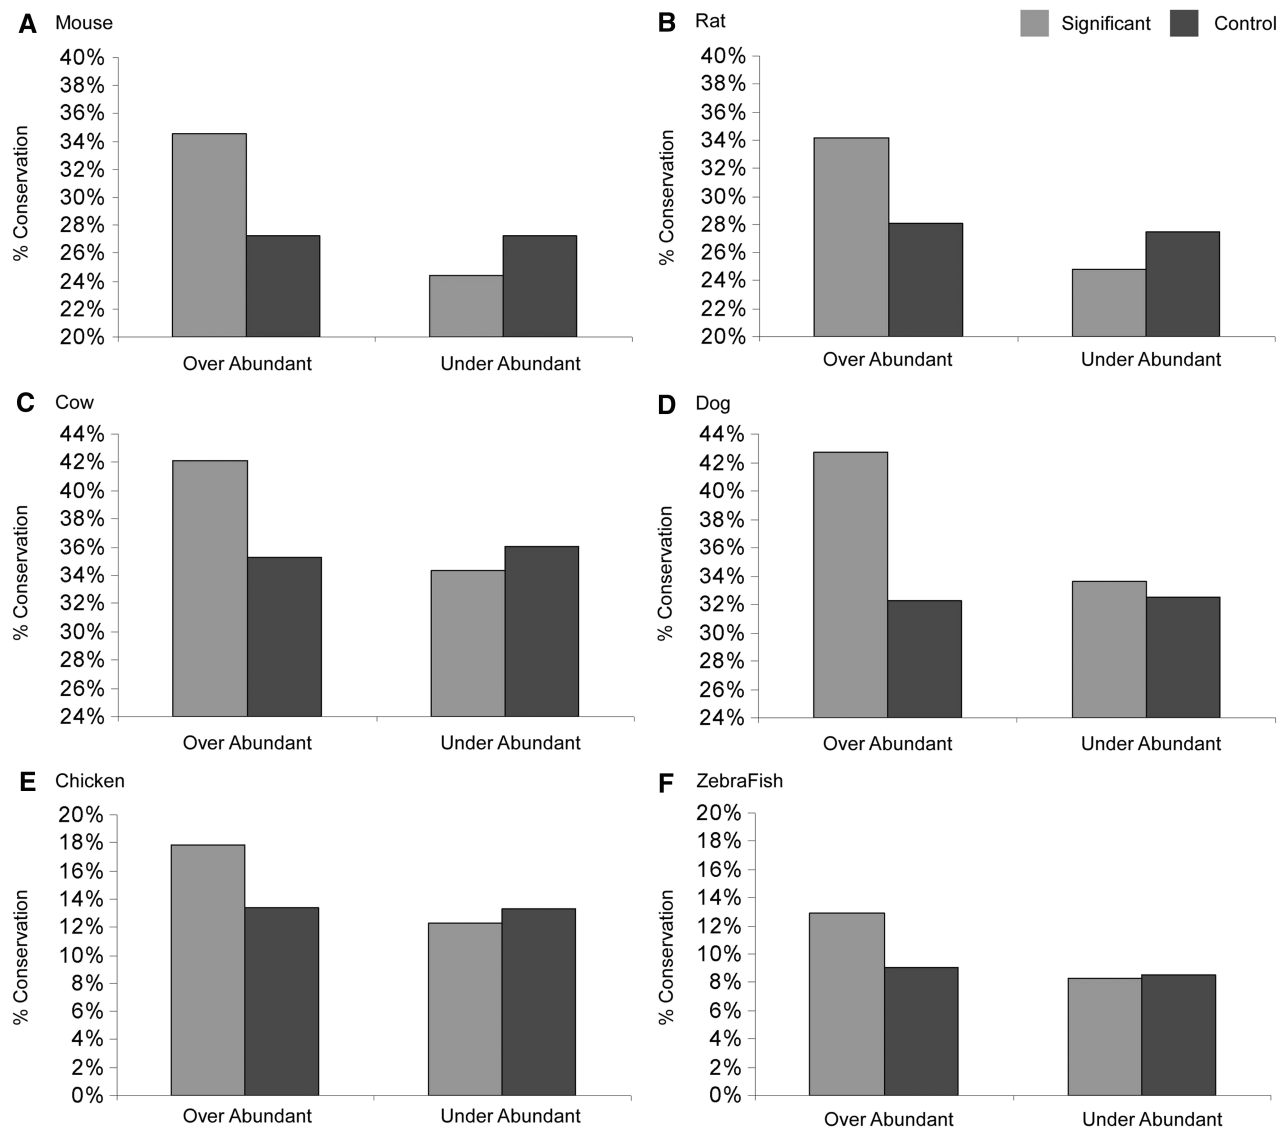 A Mouse
40%
38%
36%
34%
32%
30%
28%
26%
24%
22%
20%
% Conservation
Over Abundant
Under Abundant
B Rat
Significant
Control
40%
38%
36%
34%
32%
30%
28%
26%
24%
22%
20%
% Conservation
Over Abundant
Under Abundant
C Cow
44%
42%
40%
38%
36%
34%
32%
30%
28%
26%
24%
% Conservation
Over Abundant
Under Abundant
D Dog
44%
42%
40%
38%
36%
34%
32%
30%
28%
26%
24%
% Conservation
Over Abundant
Under Abundant
E Chicken
20%
18%
16%
14%
12%
10%
8%
6%
4%
2%
0%
% Conservation
Over Abundant
Under Abundant
F ZebraFish
20%
18%
16%
14%
12%
10%
8%
6%
4%
2%
0%
% Conservation
Over Abundant
Under Abundant